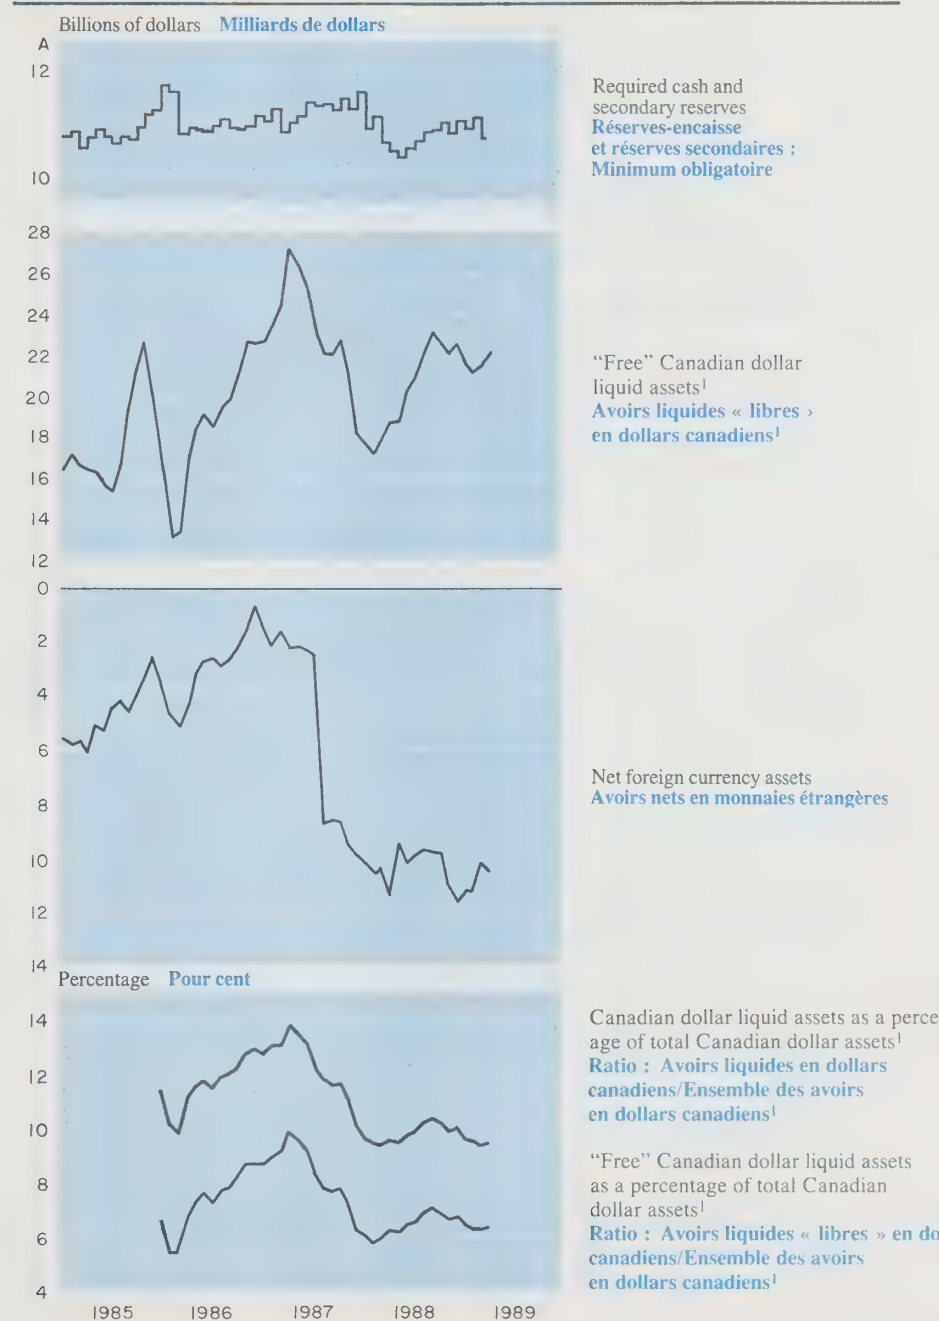 Billions of dollars Milliards de dollars
A
12
10
Required cash and
secondary reserves
Réserves-encaisse
et réserves secondaires :
Minimum obligatoire
28
26
24
22
20
18
16
14
12
"Free" Canadian dollar
liquid assets¹
Avoirs liquides « libres »
en dollars canadiens¹
0
2
4
6
8
10
12
14
Net foreign currency assets
Avoirs nets en monnaies étrangères
Percentage Pour cent
14
12
10
8
6
4
Canadian dollar liquid assets as a perce
age of total Canadian dollar assets¹
Ratio : Avoirs liquides en dollars
canadiens/Ensemble des avoirs
en dollars canadiens¹
"Free" Canadian dollar liquid assets
as a percentage of total Canadian
dollar assets¹
Ratio : Avoirs liquides « libres » en do
canadiens/Ensemble des avoirs
en dollars canadiens¹
1985 1986 1987 1988 1989